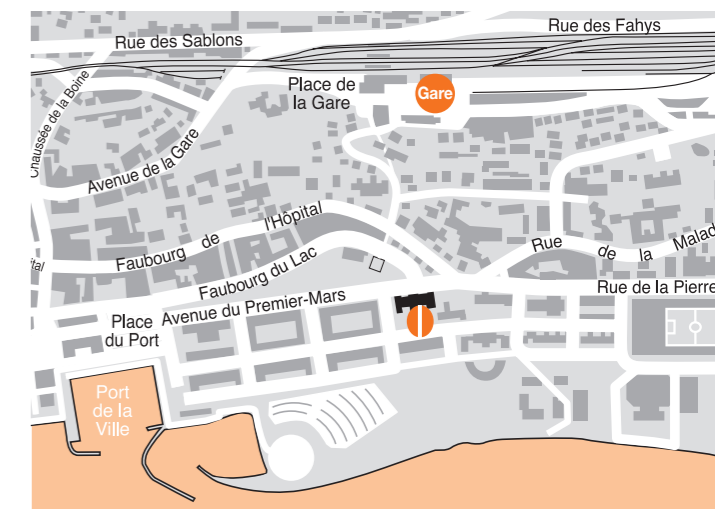 Rue des Fahys
Rue des Sablons
Place de
la Gare
Gare
Chaussée de la Boine
Avenue de la Gare
Faubourg de l'Hôpital
Faubourg du Lac
Rue de la Malad
ital
Rue de la Pierre
Avenue du Premier-Mars
Place
du Port
Port
de la
Ville